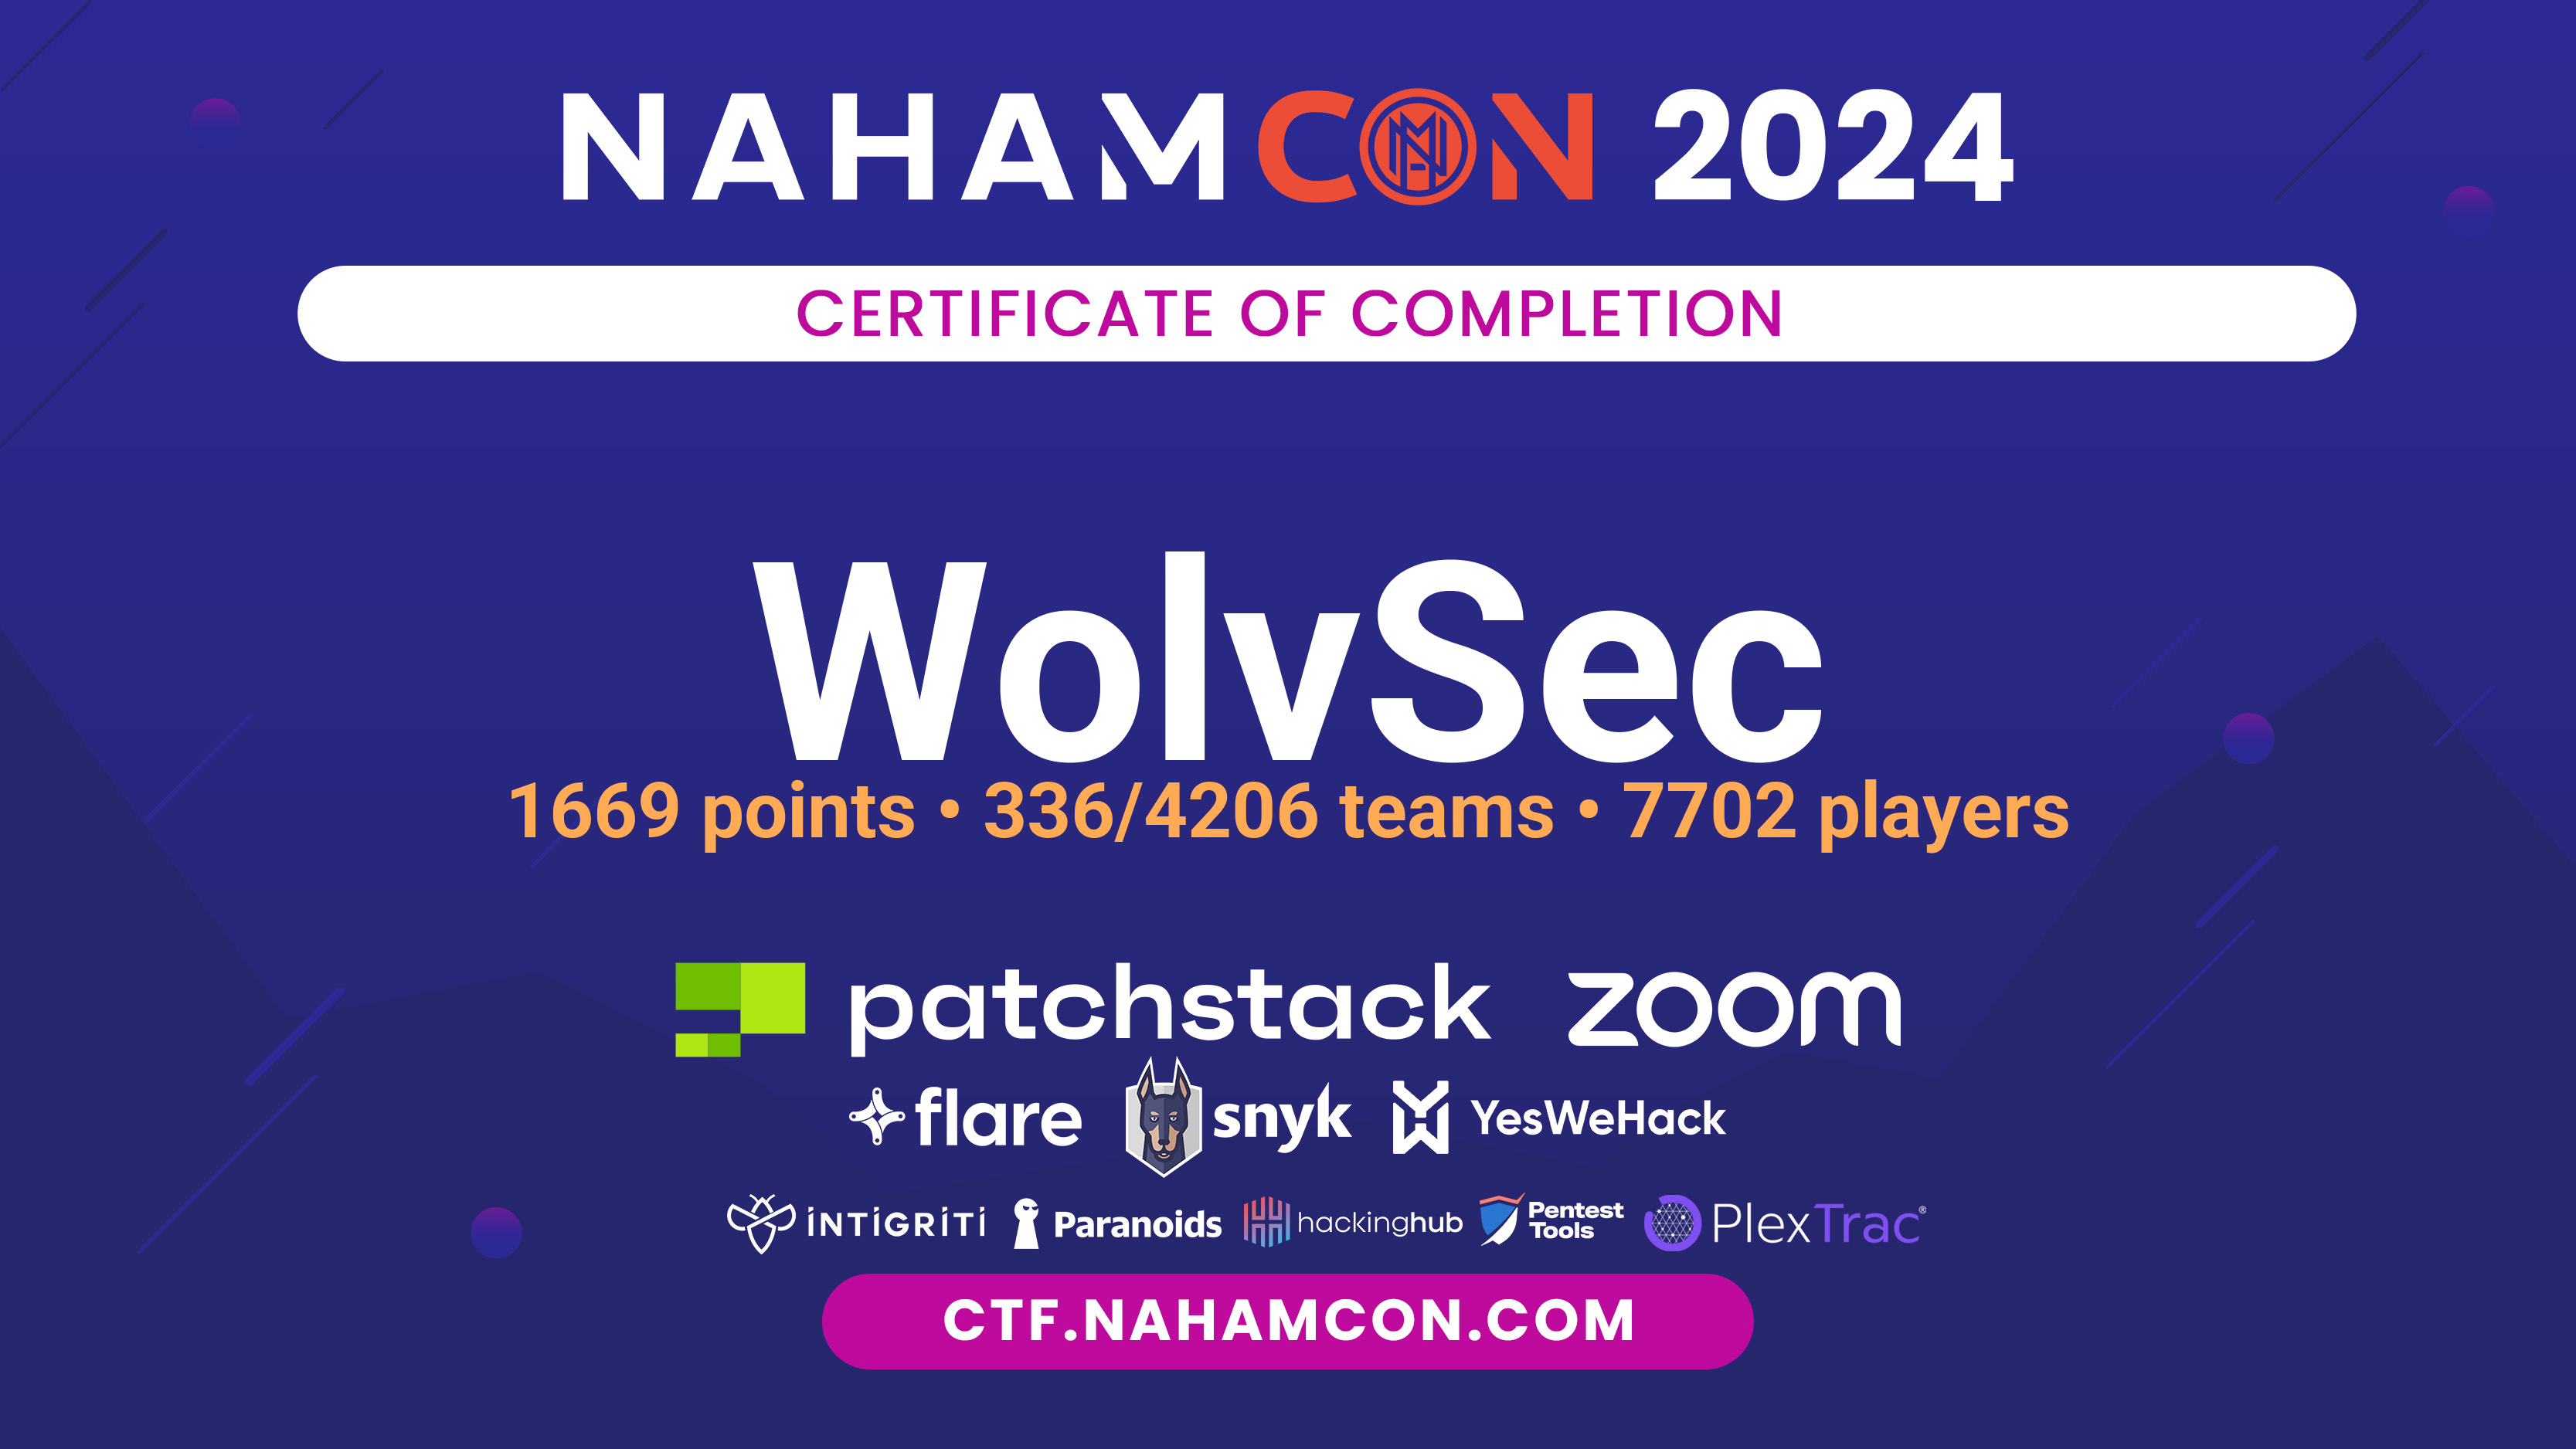 NAHAMCON 2024
CERTIFICATE OF COMPLETION
WolvSec
1669 points • 336/4206 teams • 7702 players
patchstack zoom
flare snyk YesWeHack
INTIGRITI Paranoids hackinghub Pentest Tools PlexTrac®
CTF.NAHAMCON.COM